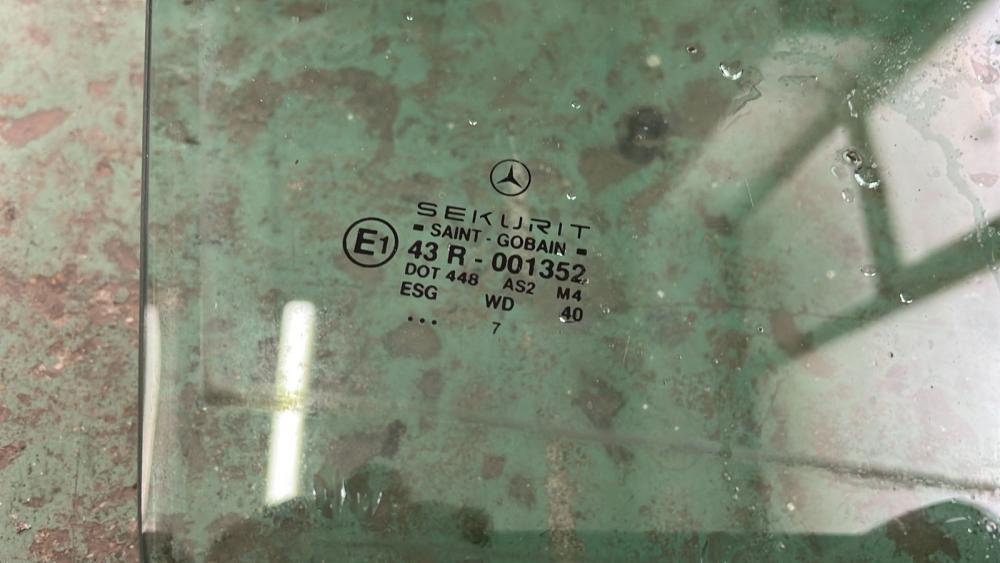 SEKURIT
SAINT - GOBAIN
E1 43 R - 001352
DOT 448 AS2 M4
ESG WD 40
... 7